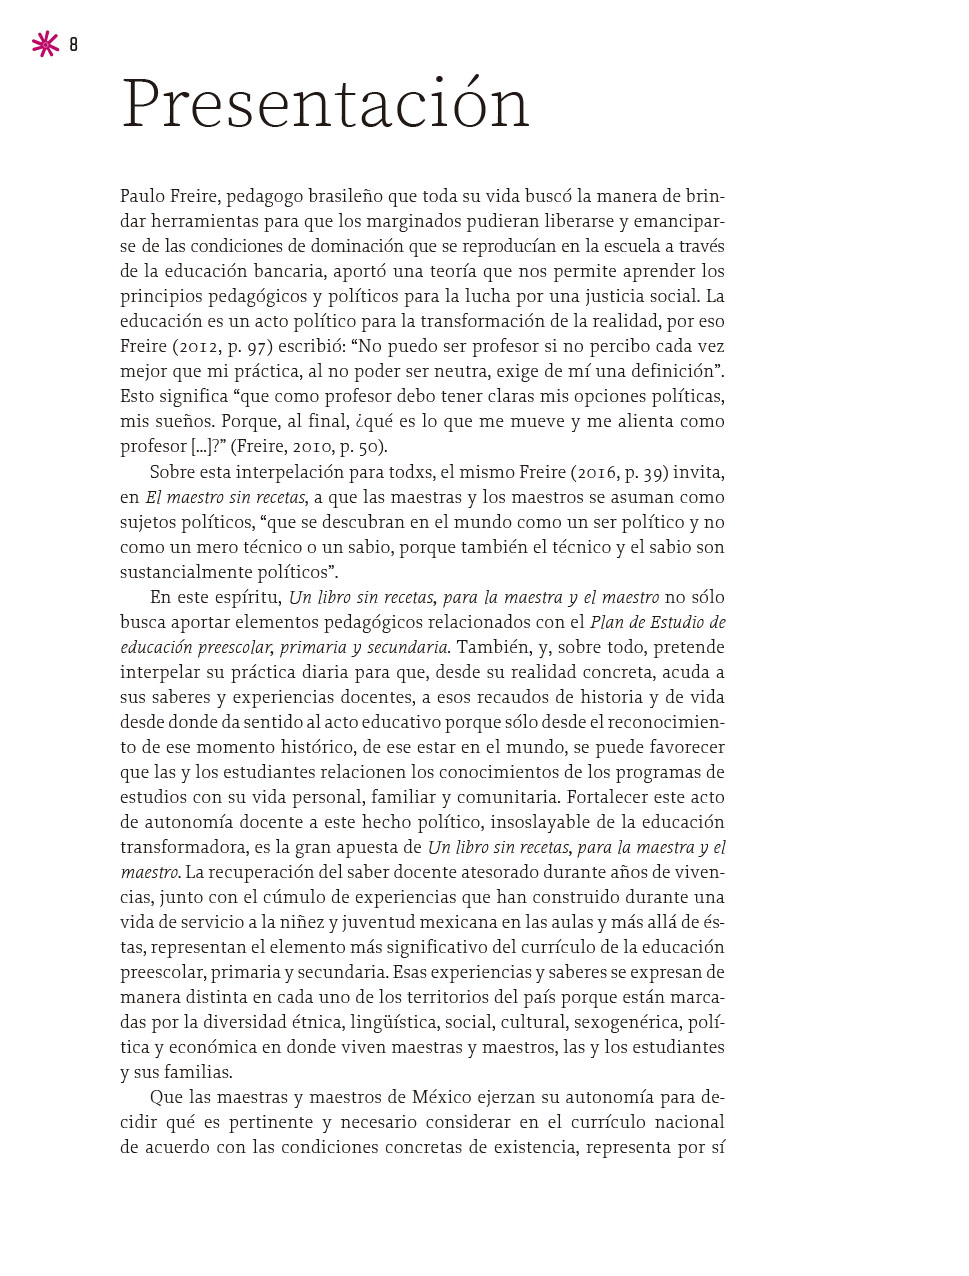 8
Presentación
Paulo Freire, pedagogo brasileño que toda su vida buscó la manera de brin-
dar herramientas para que los marginados pudieran liberarse y emancipar-
se de las condiciones de dominación que se reproducían en la escuela a través
de la educación bancaria, aportó una teoría que nos permite aprender los
principios pedagógicos y políticos para la lucha por una justicia social. La
educación es un acto político para la transformación de la realidad, por eso
Freire (2012, p. 97) escribió: “No puedo ser profesor si no percibo cada vez
mejor que mi práctica, al no poder ser neutra, exige de mí una definición”.
Esto significa “que como profesor debo tener claras mis opciones políticas,
mis sueños. Porque, al final, ¿qué es lo que me mueve y me alienta como
profesor [...]?” (Freire, 2010, p. 50).
Sobre esta interpelación para todxs, el mismo Freire (2016, p. 39) invita,
en El maestro sin recetas, a que las maestras y los maestros se asuman como
sujetos políticos, “que se descubran en el mundo como un ser político y no
como un mero técnico o un sabio, porque también el técnico y el sabio son
sustancialmente políticos”.
En este espíritu, Un libro sin recetas, para la maestra y el maestro no sólo
busca aportar elementos pedagógicos relacionados con el Plan de Estudio de
educación preescolar, primaria y secundaria. También, y, sobre todo, pretende
interpelar su práctica diaria para que, desde su realidad concreta, acuda a
sus saberes y experiencias docentes, a esos recaudos de historia y de vida
desde donde da sentido al acto educativo porque sólo desde el reconocimien-
to de ese momento histórico, de ese estar en el mundo, se puede favorecer
que las y los estudiantes relacionen los conocimientos de los programas de
estudios con su vida personal, familiar y comunitaria. Fortalecer este acto
de autonomía docente a este hecho político, insoslayable de la educación
transformadora, es la gran apuesta de Un libro sin recetas, para la maestra y el
maestro. La recuperación del saber docente atesorado durante años de viven-
cias, junto con el cúmulo de experiencias que han construido durante una
vida de servicio a la niñez y juventud mexicana en las aulas y más allá de és-
tas, representan el elemento más significativo del currículo de la educación
preescolar, primaria y secundaria. Esas experiencias y saberes se expresan de
manera distinta en cada uno de los territorios del país porque están marca-
das por la diversidad étnica, lingüística, social, cultural, sexogenérica, polí-
tica y económica en donde viven maestras y maestros, las y los estudiantes
y sus familias.
Que las maestras y maestros de México ejerzan su autonomía para de-
cidir qué es pertinente y necesario considerar en el currículo nacional
de acuerdo con las condiciones concretas de existencia, representa por sí